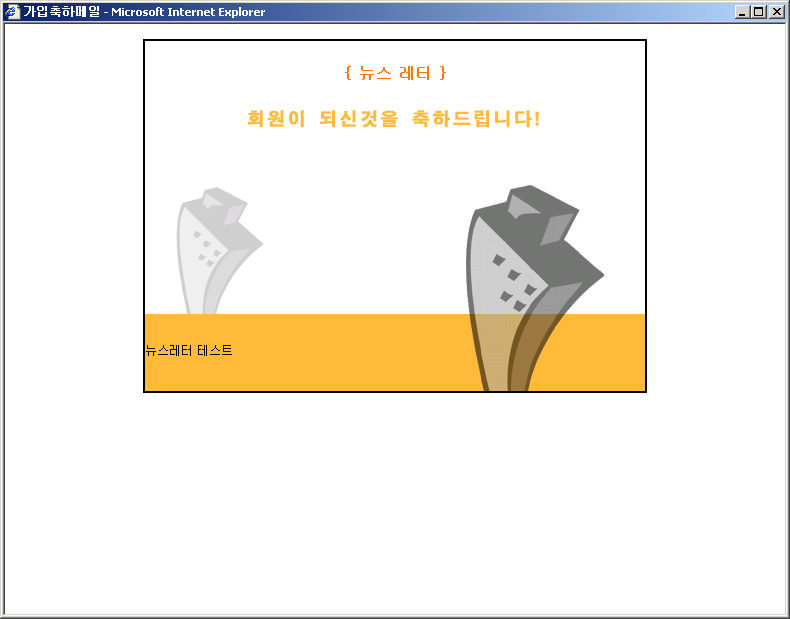 가입축하메일 - Microsoft Internet Explorer
{ 뉴스 레터 }
회원이 되신것을 축하드립니다!
뉴스레터 테스트